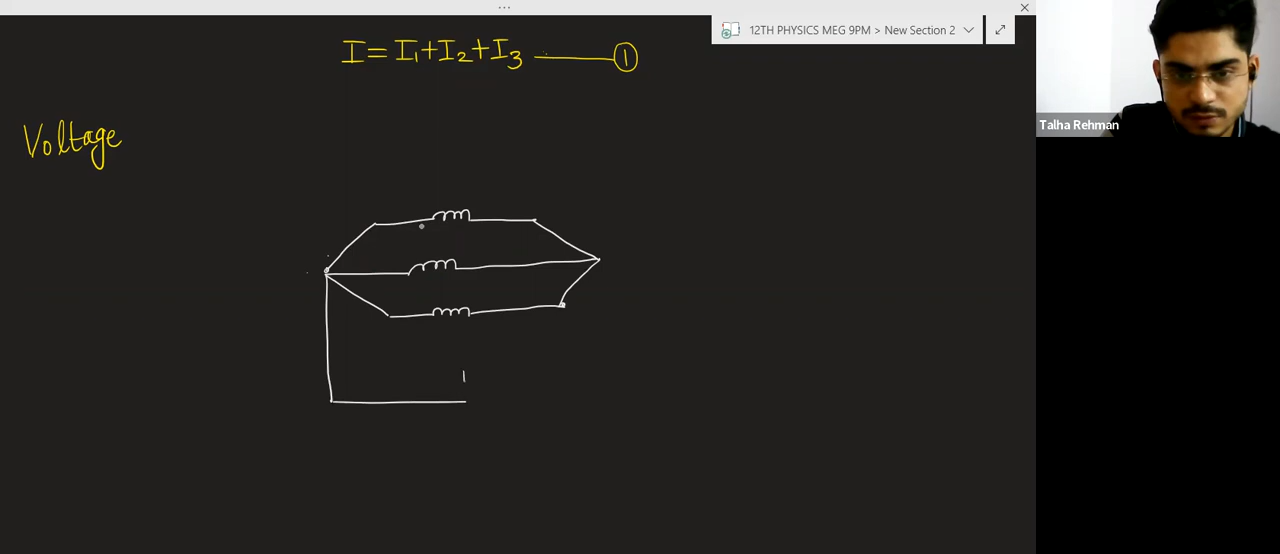 I = I₁ + I₂ + I₃ ——— ①
12TH PHYSICS MEG 9PM > New Section 2
Talha Rehman
Voltage